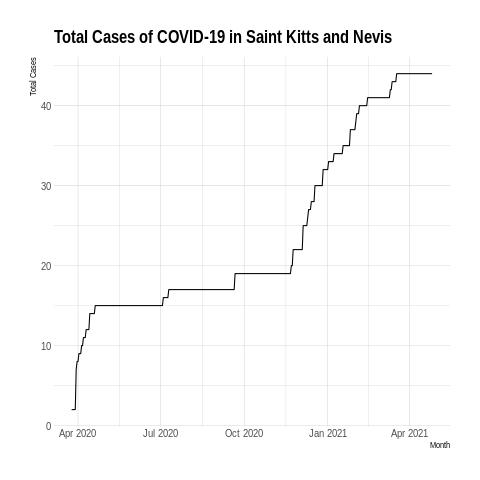 Total Cases of COVID-19 in Saint Kitts and Nevis
Total Cases
40
30
20
10
0
Apr 2020 Jul 2020 Oct 2020 Jan 2021 Apr 2021
Month